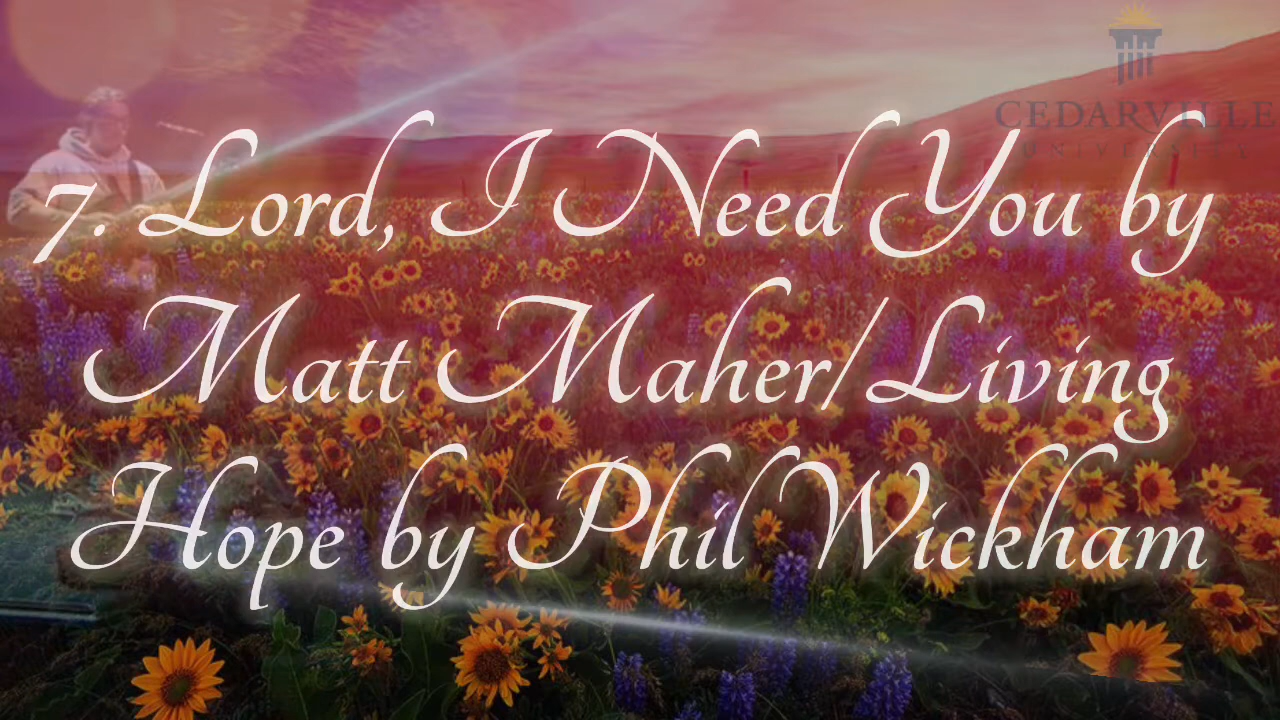 CEDARVILLE
UNIVERSITY
7. Lord, I Need You by
Matt Maher/Living
Hope by Phil Wickham